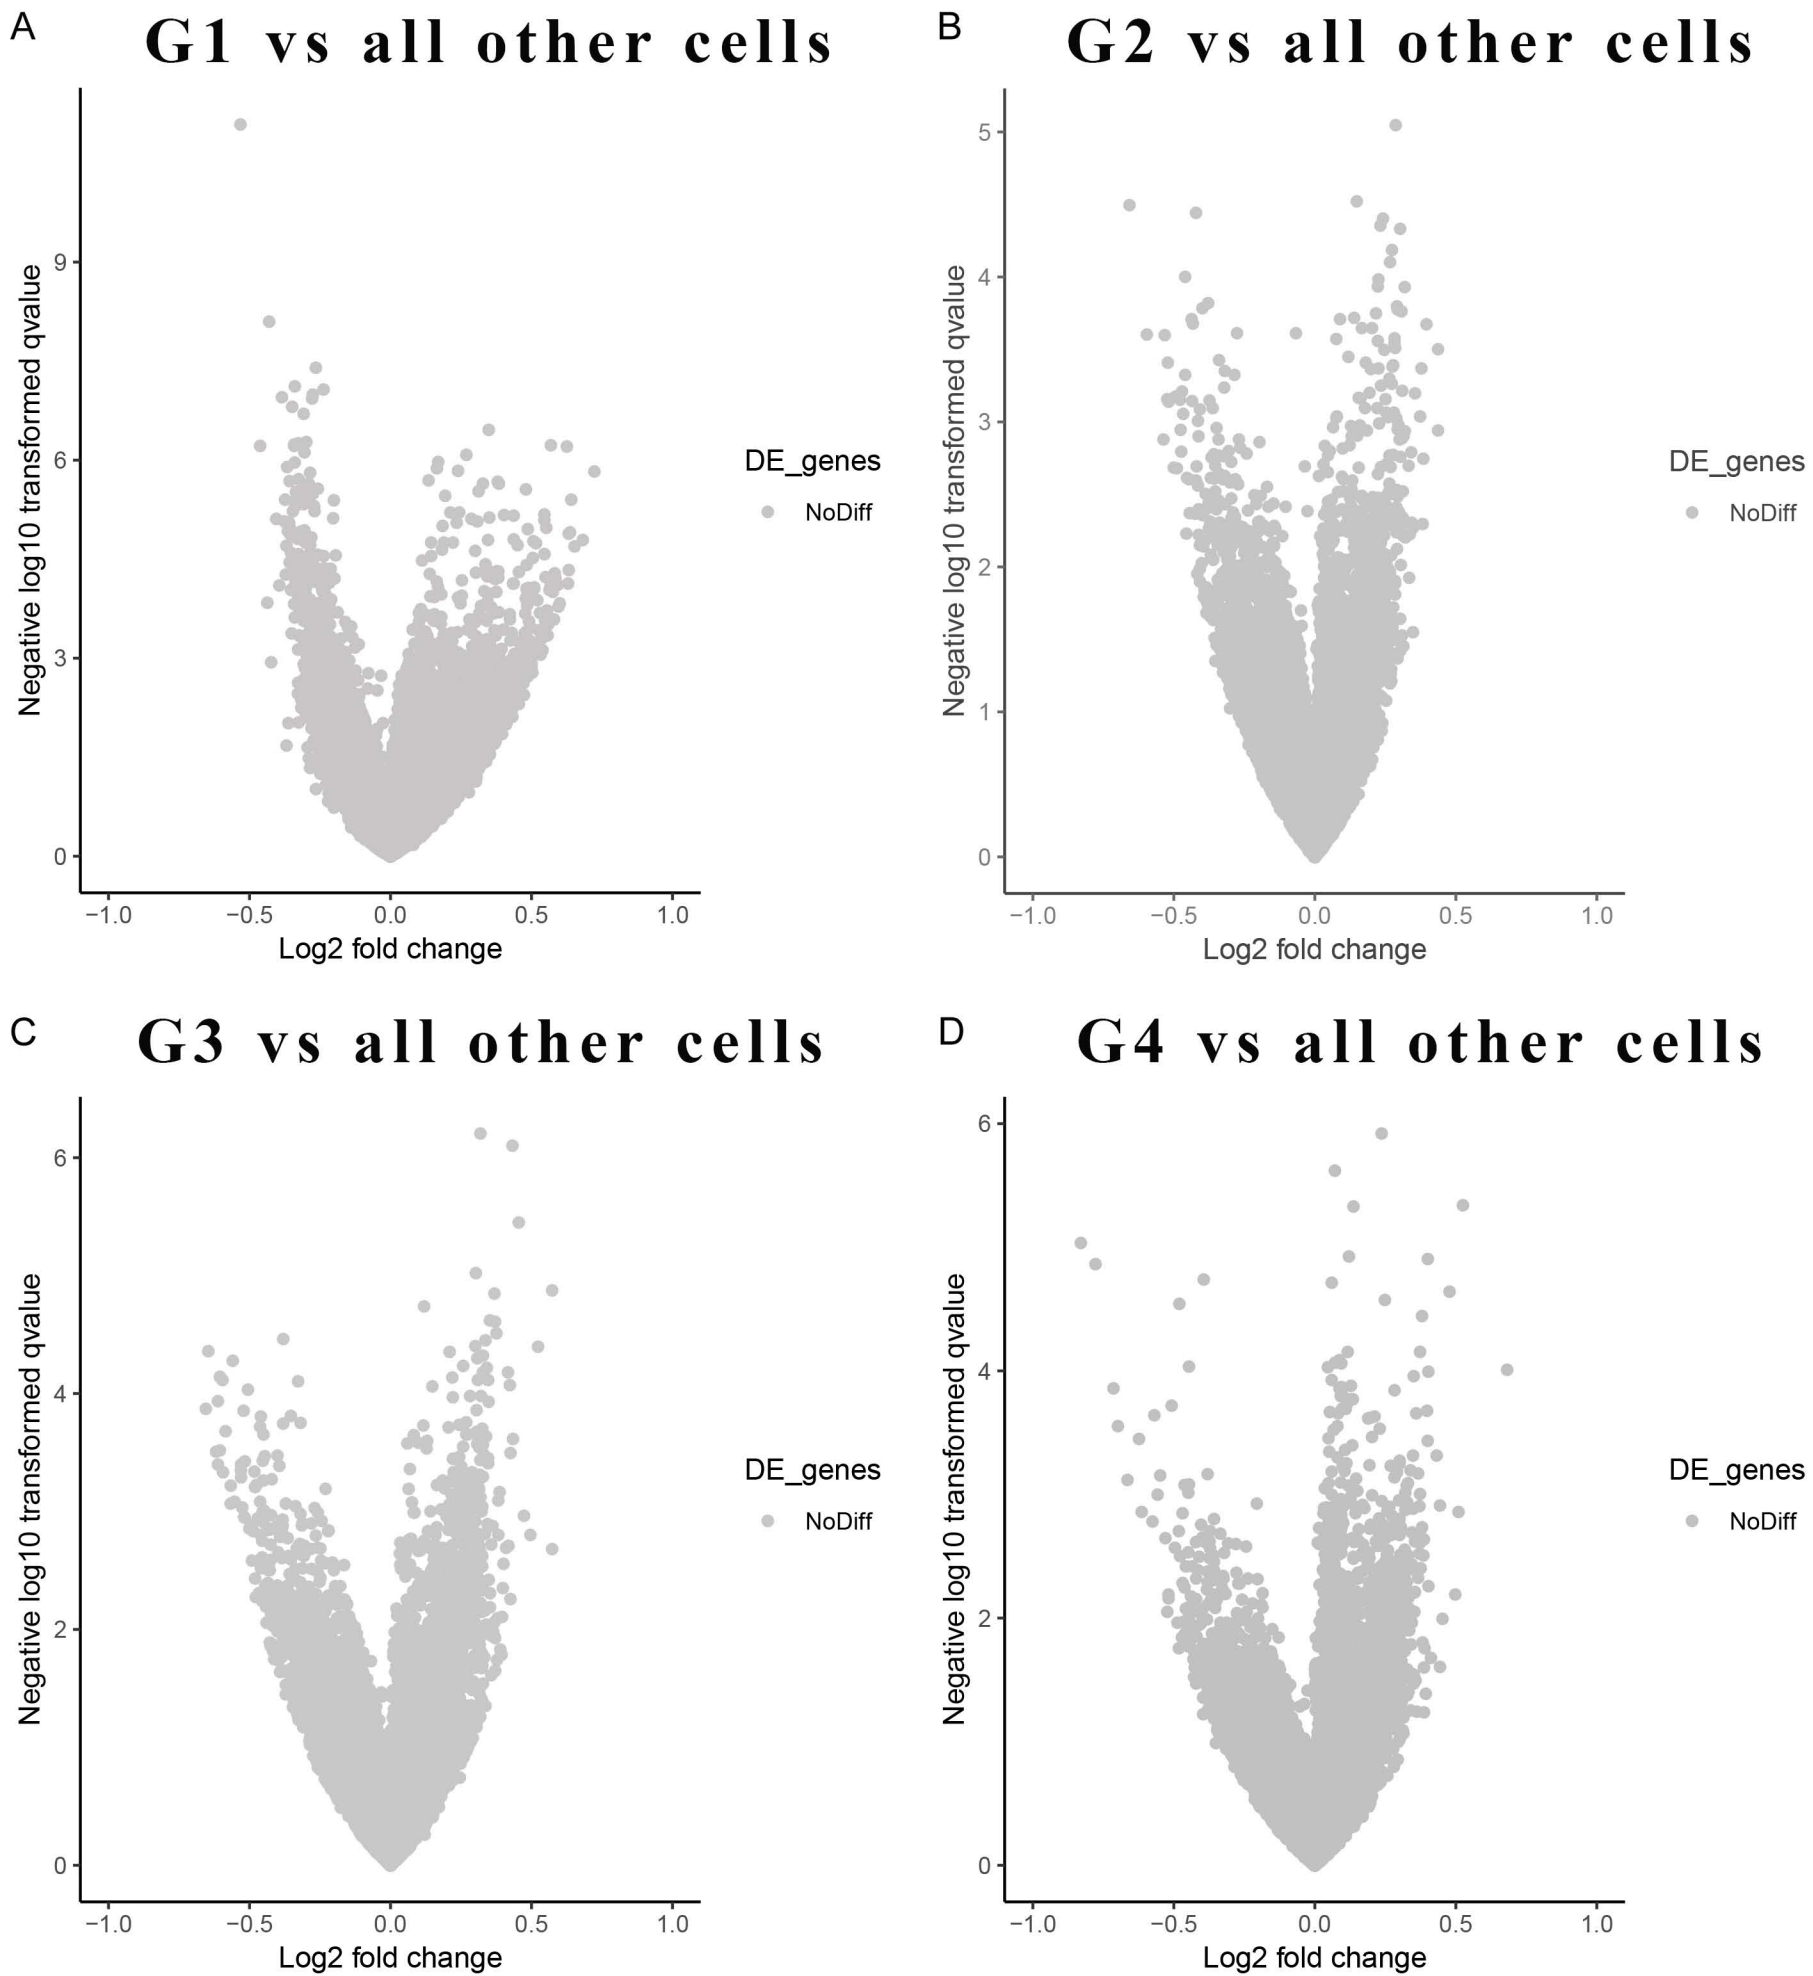 A
G1 vs all other cells
9
6
3
0
−1.0 −0.5 0.0 0.5 1.0
Log2 fold change
Negative log10 transformed qvalue
DE_genes
NoDiff
B
G2 vs all other cells
5
4
3
2
1
0
−1.0 −0.5 0.0 0.5 1.0
Log2 fold change
Negative log10 transformed qvalue
DE_genes
NoDiff
C
G3 vs all other cells
6
4
2
0
−1.0 −0.5 0.0 0.5 1.0
Log2 fold change
Negative log10 transformed qvalue
DE_genes
NoDiff
D
G4 vs all other cells
6
4
2
0
−1.0 −0.5 0.0 0.5 1.0
Log2 fold change
Negative log10 transformed qvalue
DE_genes
NoDiff